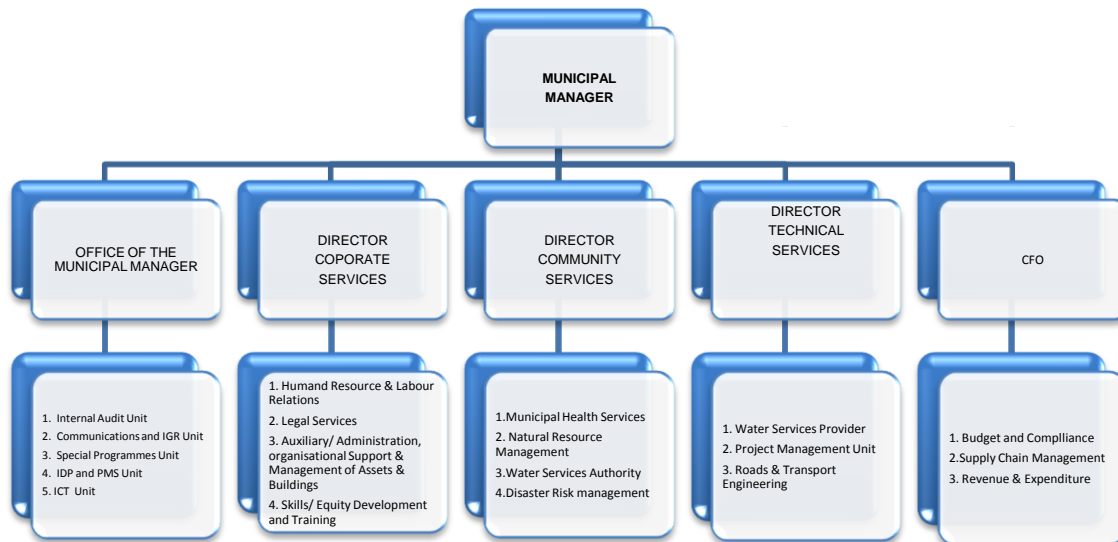 MUNICIPAL
MANAGER
OFFICE OF THE
MUNICIPAL MANAGER
DIRECTOR
COPORATE
SERVICES
DIRECTOR
COMMUNITY
SERVICES
DIRECTOR
TECHNICAL
SERVICES
CFO
1. Internal Audit Unit
2. Communications and IGR Unit
3. Special Programmes Unit
4. IDP and PMS Unit
5. ICT Unit
1. Humand Resource & Labour
Relations
2. Legal Services
3. Auxiliary/ Administration,
organisational Support &
Management of Assets &
Buildings
4. Skills/ Equity Development
and Training
1.Municipal Health Services
2. Natural Resource
Management
3.Water Services Authority
4.Disaster Risk management
1. Water Services Provider
2. Project Management Unit
3. Roads & Transport
Engineering
1. Budget and Complliance
2.Supply Chain Management
3. Revenue & Expenditure